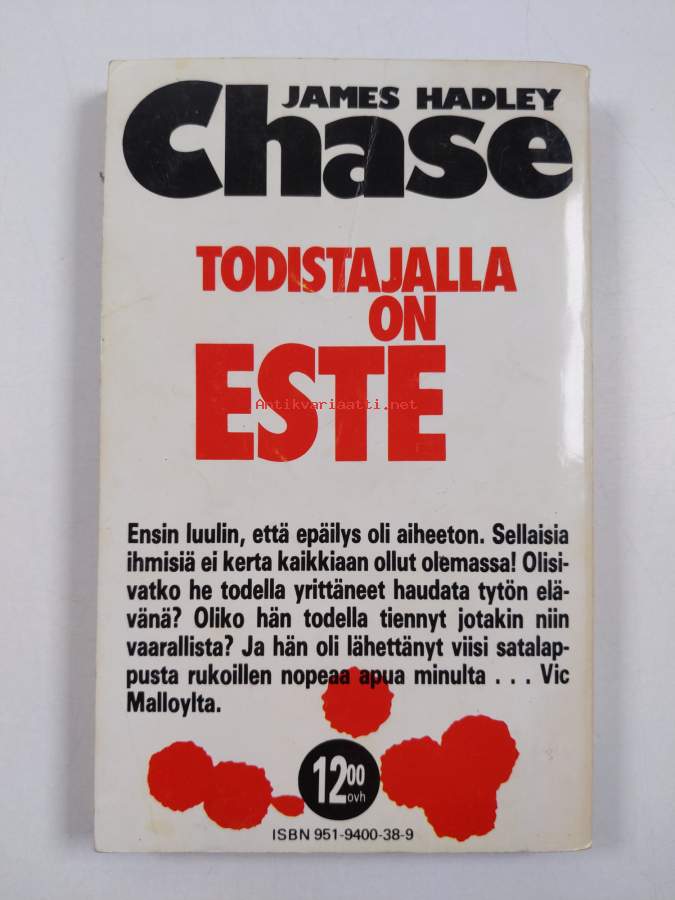 JAMES HADLEY
Chase
TODISTAJALLA
ON
ESTE
Antikvariaatti.net
Ensin luulin, että epäilys oli aiheeton. Sellaisia
ihmisiä ei kerta kaikkiaan ollut olemassa! Olisi-
vatko he todella yrittäneet haudata tytön elä-
vänä? Oliko hän todella tiennyt jotakin niin
vaarallista? Ja hän oli lähettänyt viisi satalap-
pusta rukoillen nopeaa apua minulta . . . Vic
Malloylta.
12 00
ovh
ISBN 951-9400-38-9